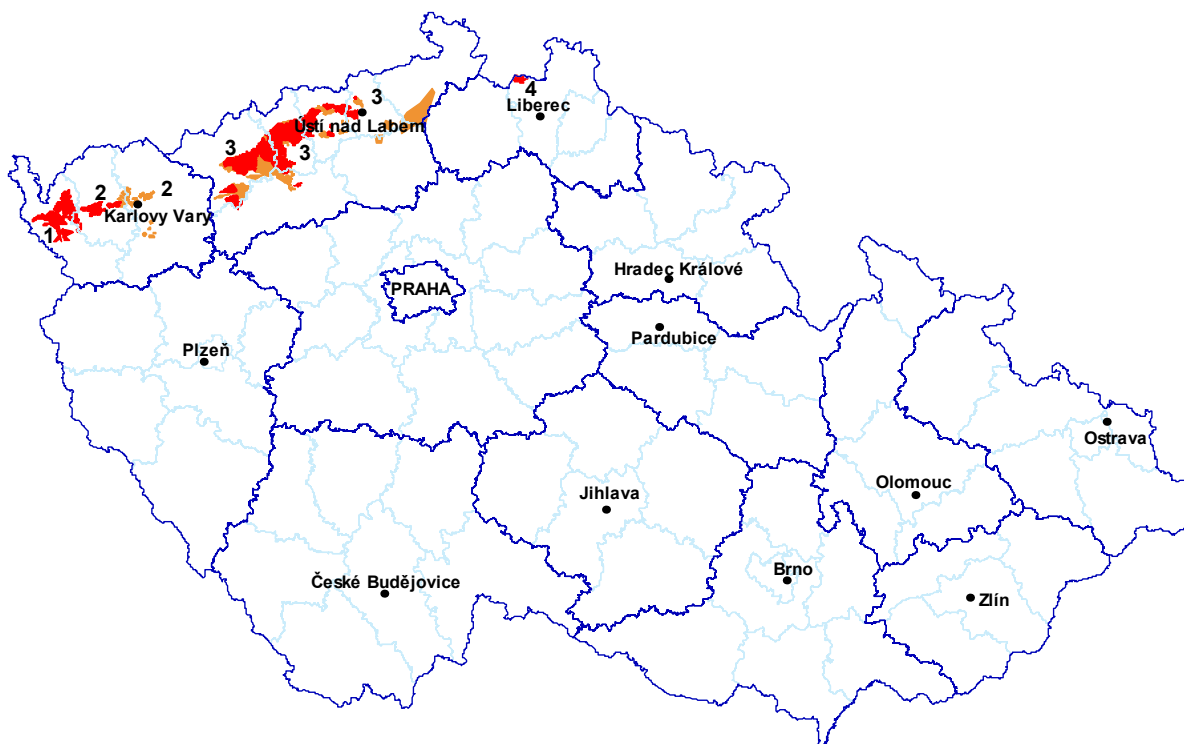 3
4
Liberec
Ústí nad Labem
3
3
2
2
Karlovy Vary
1
Hradec Králové
PRAHA
Pardubice
Plzeň
Ostrava
Olomouc
Jihlava
Brno
České Budějovice
Zlín